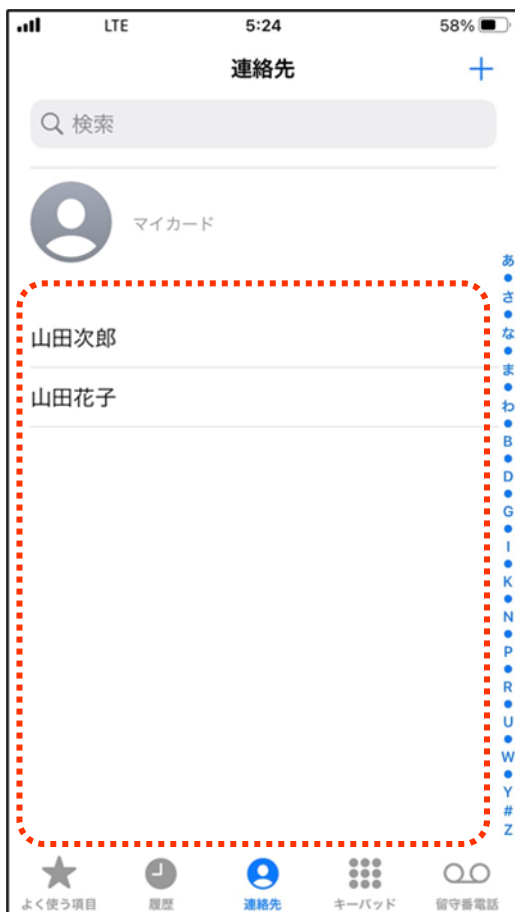 LTE 5:24 58%
連絡先
検索
マイカード
山田次郎
山田花子
あ
さ
な
ま
わ
B
D
G
I
K
N
P
R
U
W
Y
#
Z
よく使う項目 履歴 連絡先 キーパッド 留守番電話